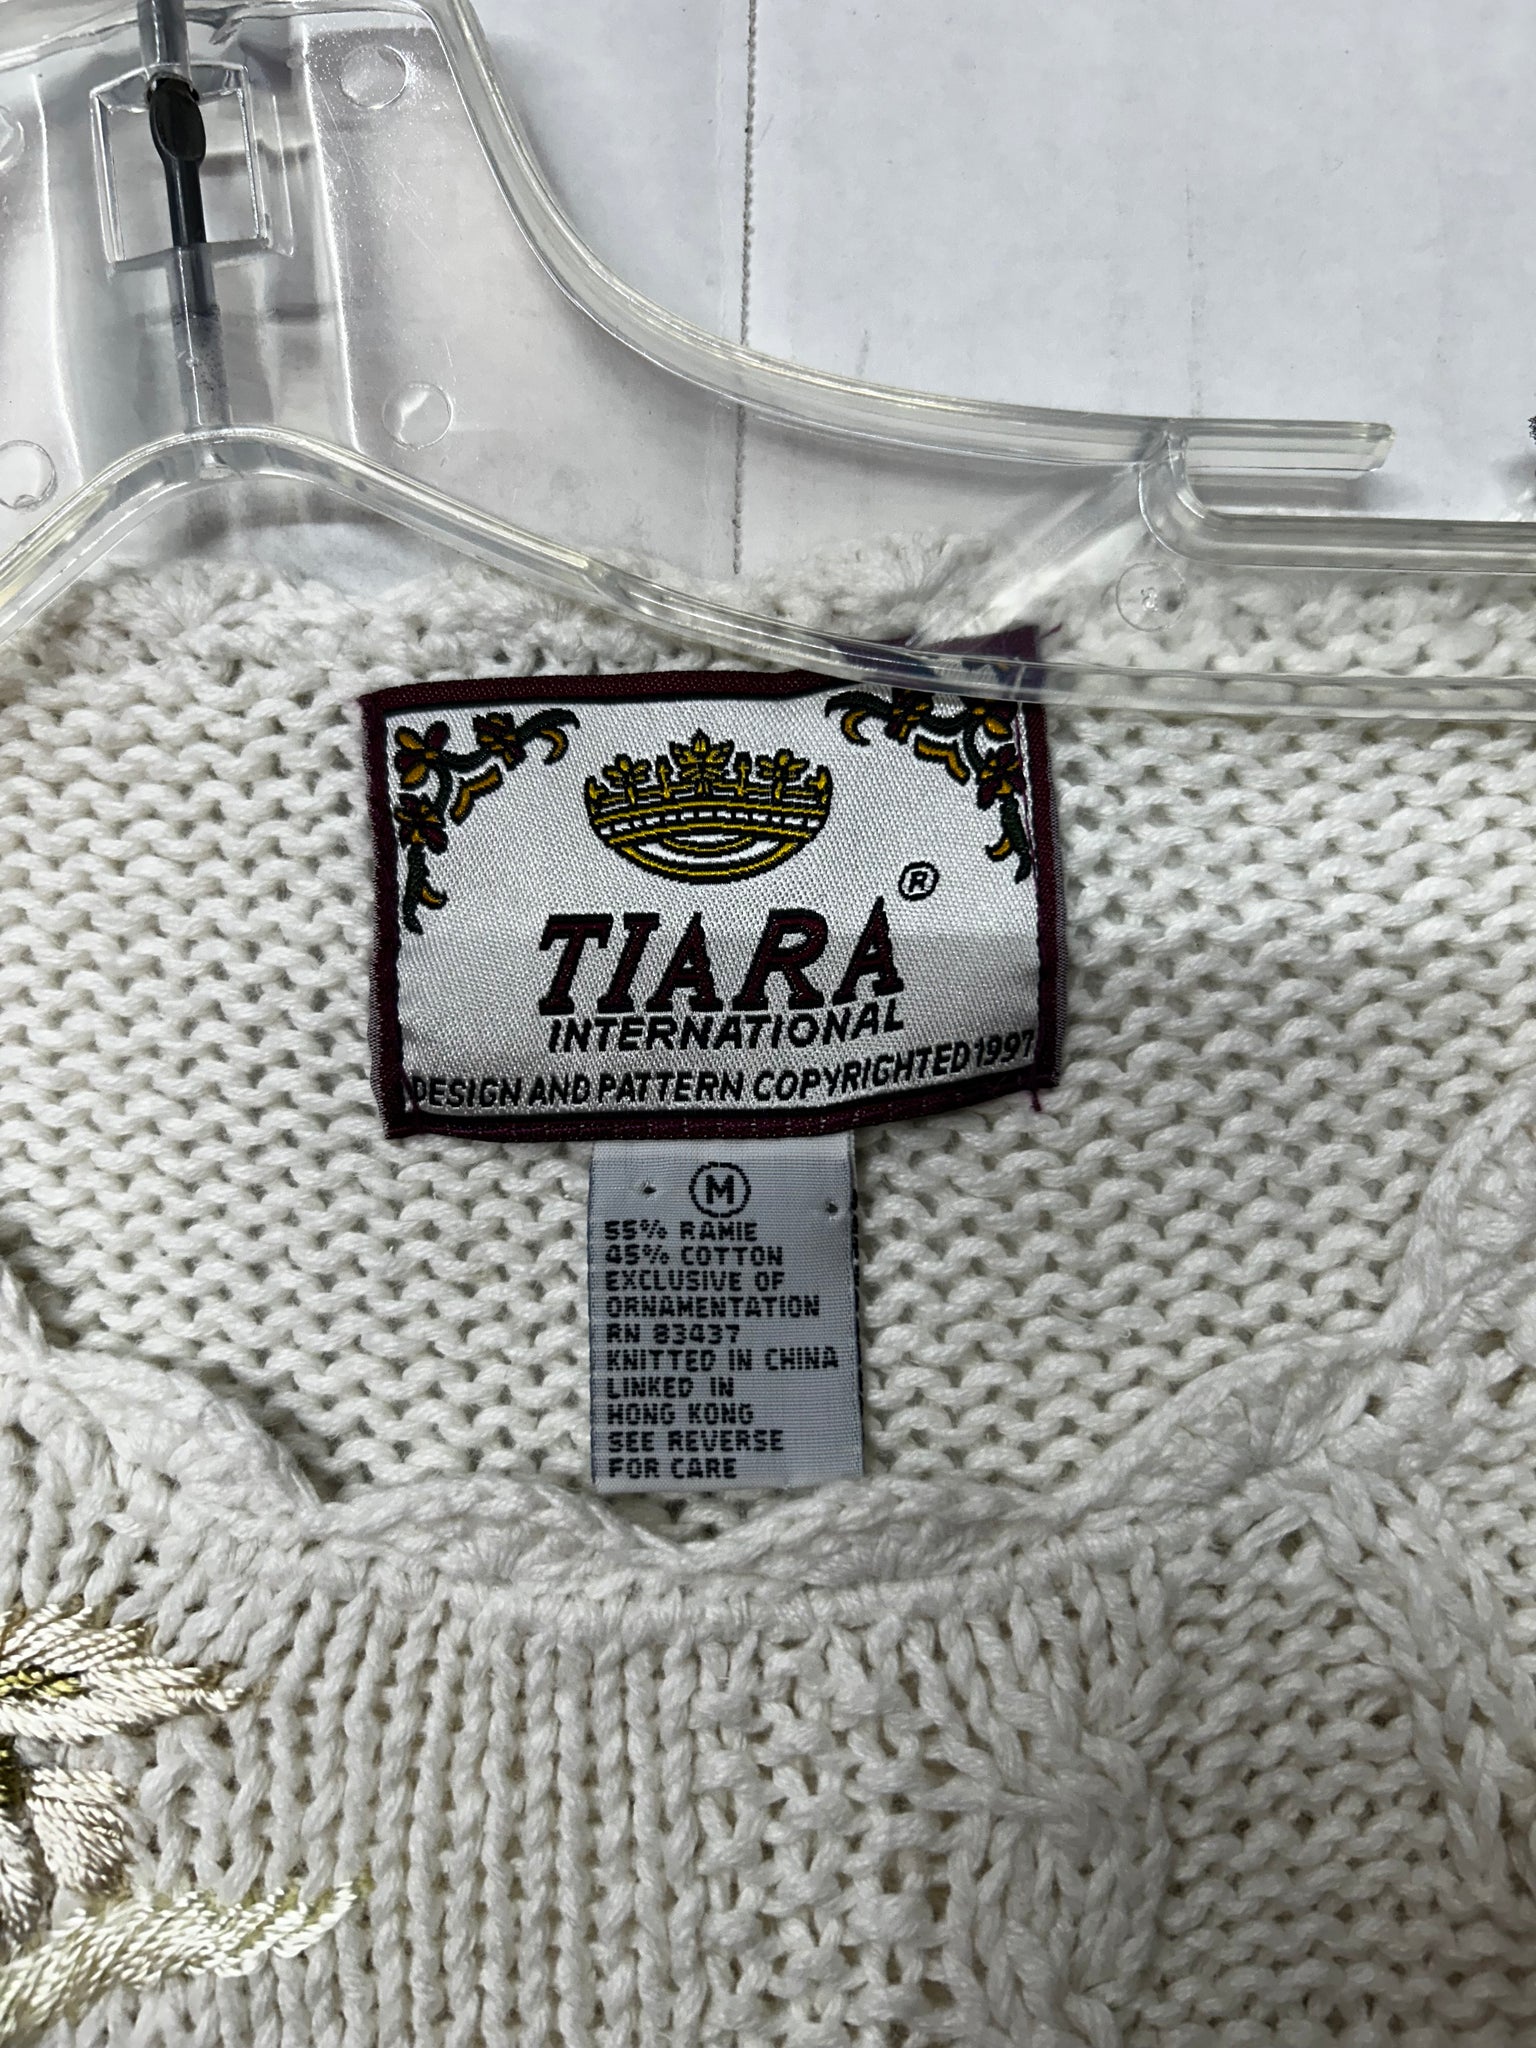 ®
TIARA
INTERNATIONAL
DESIGN AND PATTERN COPYRIGHTED 1997
M
55% RAMIE
45% COTTON
EXCLUSIVE OF
ORNAMENTATION
RN 83437
KNITTED IN CHINA
LINKED IN
HONG KONG
SEE REVERSE
FOR CARE